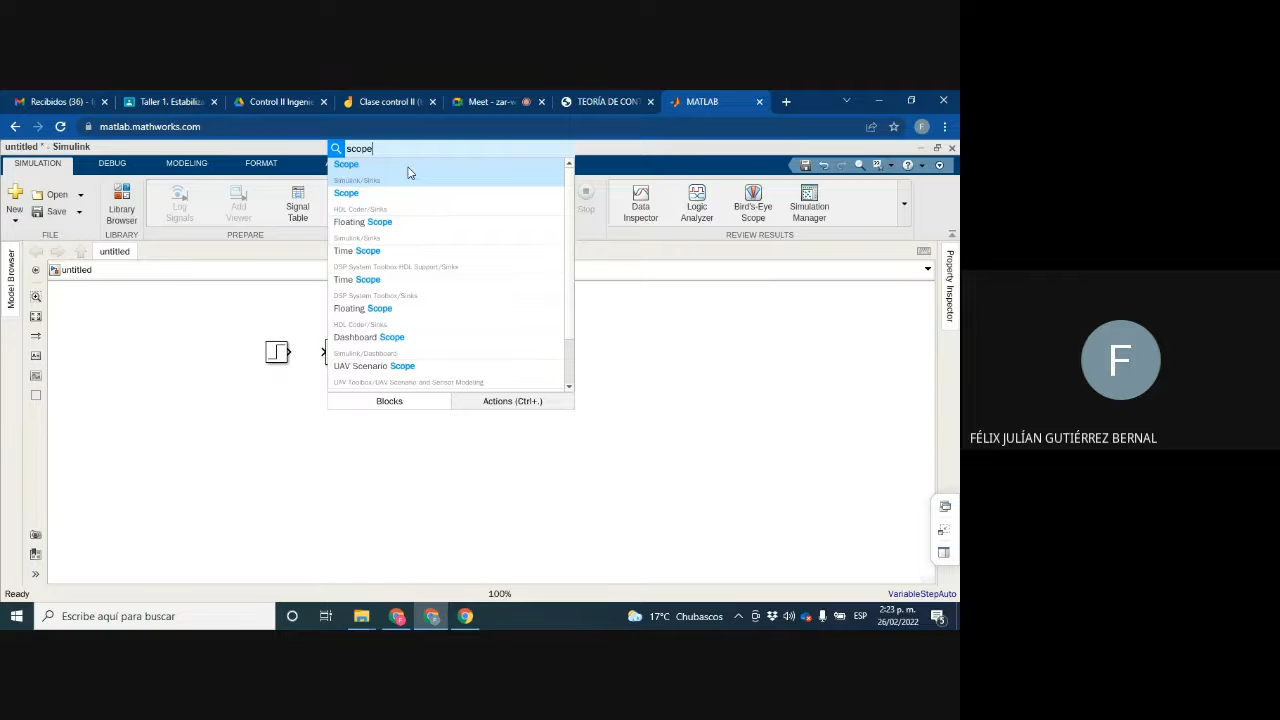 Recibidos (36) -
Taller 1. Estabiliza
Control II Ingenie
Clase control II (
Meet - zar-w
TEORÍA DE CONT
MATLAB
matlab.mathworks.com
F
untitled * - Simulink
scope
SIMULATION
DEBUG
MODELING
FORMAT
New
Open
Save
FILE
Library
Browser
LIBRARY
Log
Signals
Add
Viewer
Signal
Table
PREPARE
Stop
Data
Inspector
Logic
Analyzer
Bird's-Eye
Scope
Simulation
Manager
REVIEW RESULTS
Scope
Simulink/Sinks
Scope
HDL Coder/Sinks
Floating Scope
Simulink/Sinks
Time Scope
DSP System Toolbox HDL Support/Sinks
Time Scope
DSP System Toolbox/Sinks
Floating Scope
HDL Coder/Sinks
Dashboard Scope
Simulink/Dashboard
UAV Scenario Scope
UAV Toolbox/UAV Scenario and Sensor Modeling
Blocks
Actions (Ctrl+.)
untitled
untitled
Model Browser
Property Inspector
Ready
100%
VariableStepAuto
Escribe aquí para buscar
17°C Chubascos
ESP
2:23 p. m.
26/02/2022
5
F
FÉLIX JULÍAN GUTIÉRREZ BERNAL